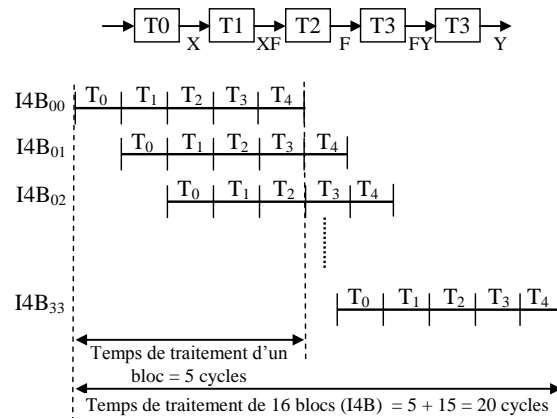 T0 T1 T2 T3 T3
X XF F FY Y
I4B00 T0 T1 T2 T3 T4
I4B01 T0 T1 T2 T3 T4
I4B02 T0 T1 T2 T3 T4
I4B33 T0 T1 T2 T3 T4
Temps de traitement d'un
bloc = 5 cycles
Temps de traitement de 16 blocs (I4B) = 5 + 15 = 20 cycles